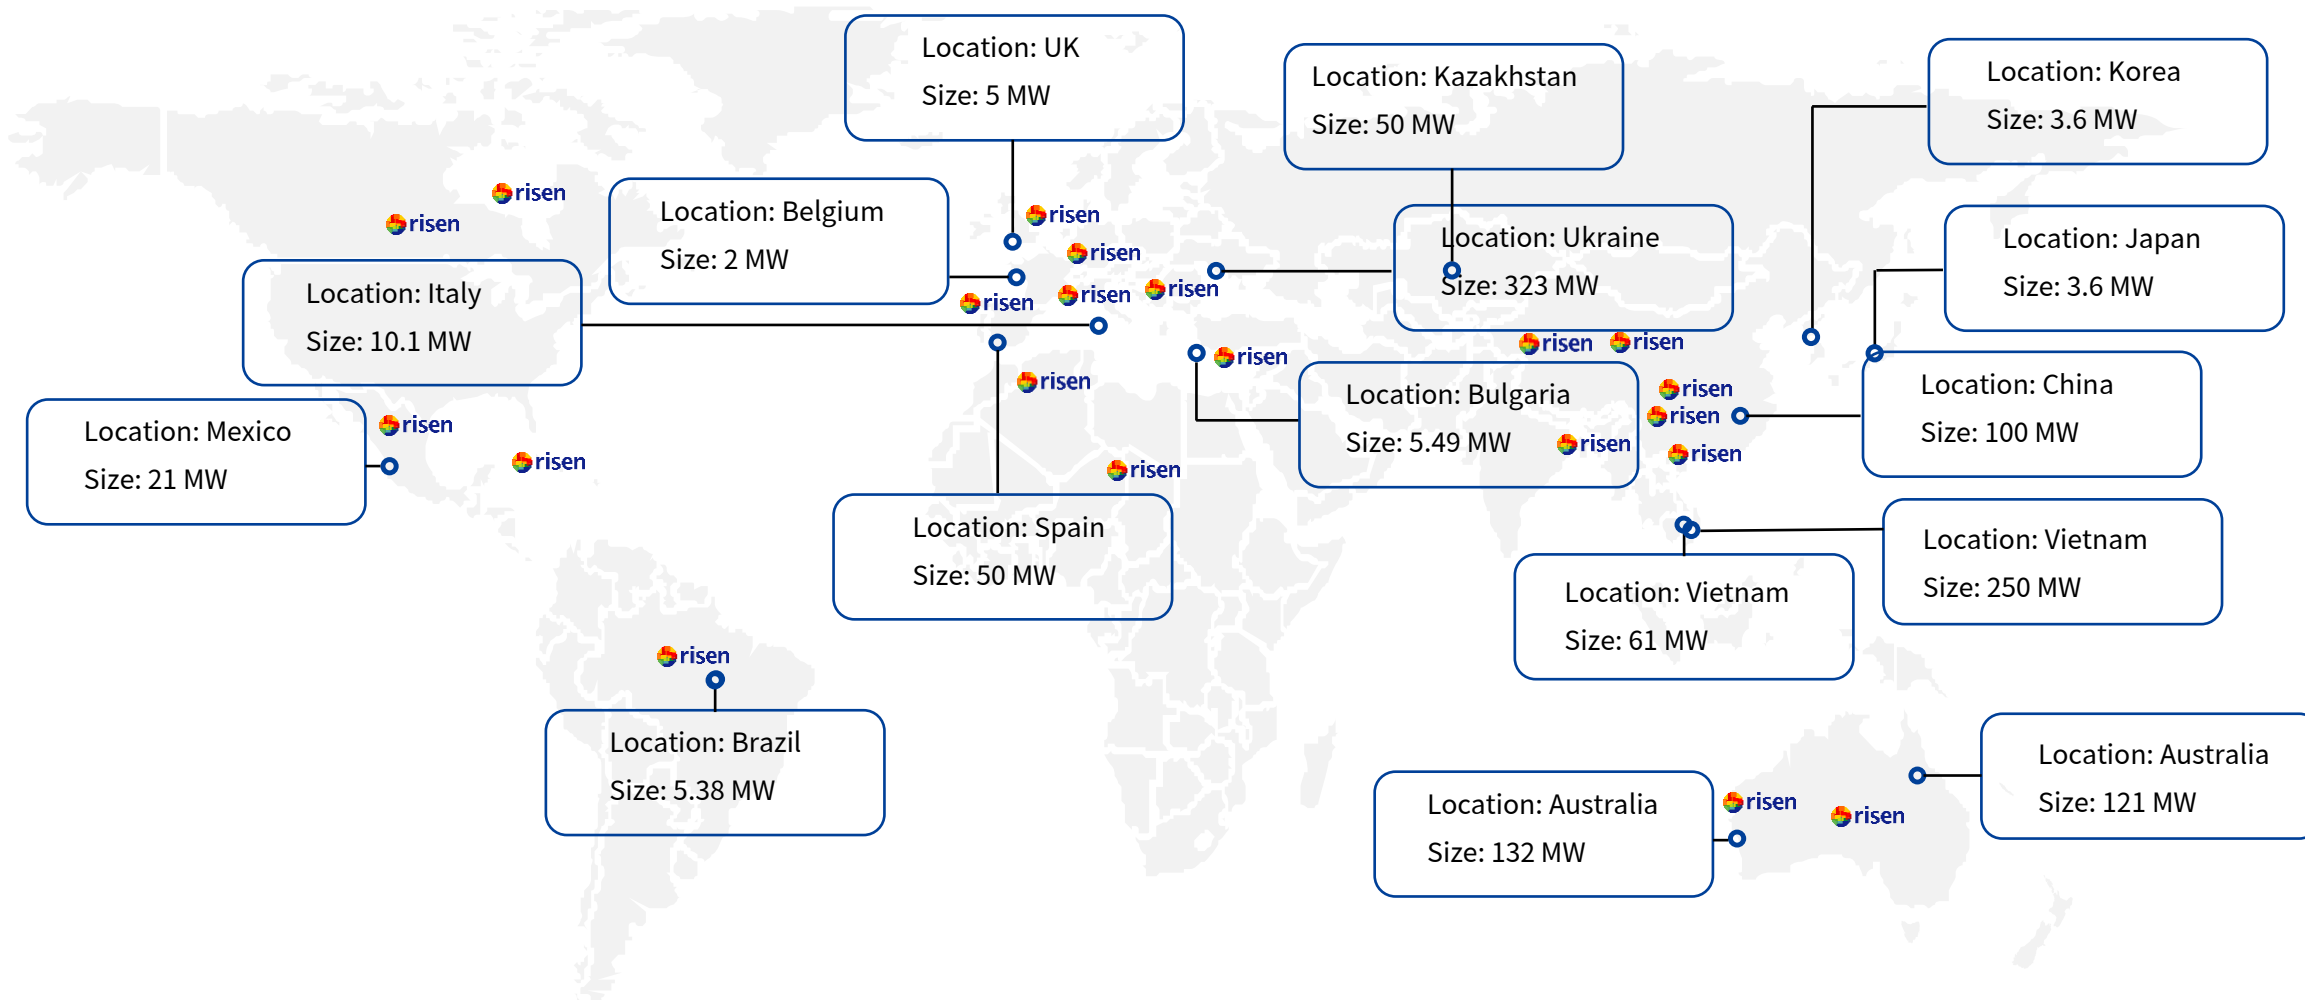 Location: UK
Size: 5 MW
Location: Kazakhstan
Size: 50 MW
Location: Korea
Size: 3.6 MW
risen
risen
Location: Belgium
Size: 2 MW
risen
risen
Location: Ukraine
Size: 323 MW
Location: Japan
Size: 3.6 MW
Location: Italy
Size: 10.1 MW
risen
risen
risen
risen
risen
risen
risen
Location: Bulgaria
Size: 5.49 MW
risen
risen
risen
risen
Location: China
Size: 100 MW
Location: Mexico
Size: 21 MW
risen
risen
risen
Location: Spain
Size: 50 MW
Location: Vietnam
Size: 250 MW
Location: Vietnam
Size: 61 MW
risen
Location: Brazil
Size: 5.38 MW
Location: Australia
Size: 132 MW
risen
risen
Location: Australia
Size: 121 MW